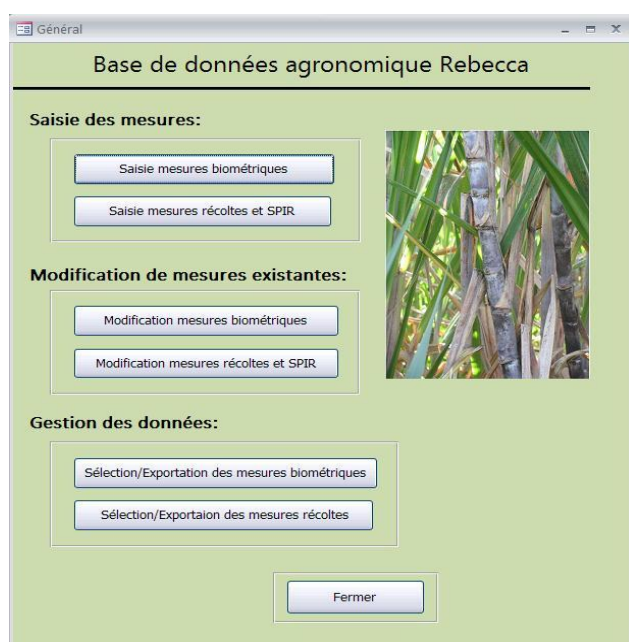 Général
Base de données agronomique Rebecca
Saisie des mesures:
Saisie mesures biométriques
Saisie mesures récoltes et SPIR
Modification de mesures existantes:
Modification mesures biométriques
Modification mesures récoltes et SPIR
Gestion des données:
Sélection/Exportation des mesures biométriques
Sélection/Exportaion des mesures récoltes
Fermer